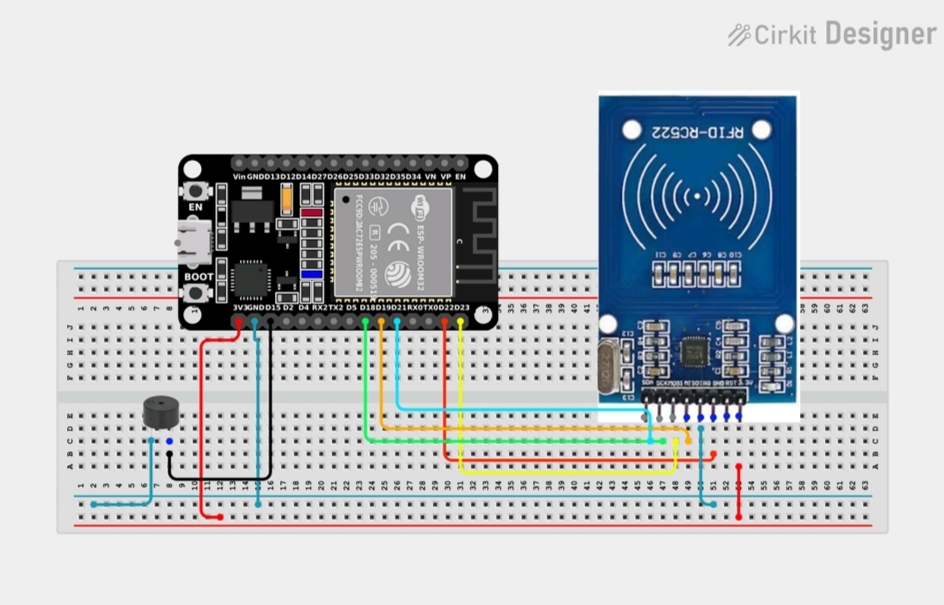 Cirkit Designer
RFID-RC522
Vin GND D13 D12 D14 D27 D26 D25 D33 D32 D35 D34 VN VP EN
EN
BOOT
ESP-WROOM32
WiFi
CE
R 205-00051
3V3 GND D15 D2 D4 RX2 TX2 D5 D18 D19 D21 RX0 TX0 D22 D23
SDA SCK MOSI MISO IRQ GND RST 3.3V
J
I
H
G
F
E
D
C
B
A
1 2 3 4 5 6 7 8 9 10 11 12 13 14 15 16 17 18 19 20 21 22 23 24 25 26 27 28 29 30 31 32 33 34 35 36 37 38 39 40 41 42 43 44 45 46 47 48 49 50 51 52 53 54 55 56 57 58 59 60 61 62 63